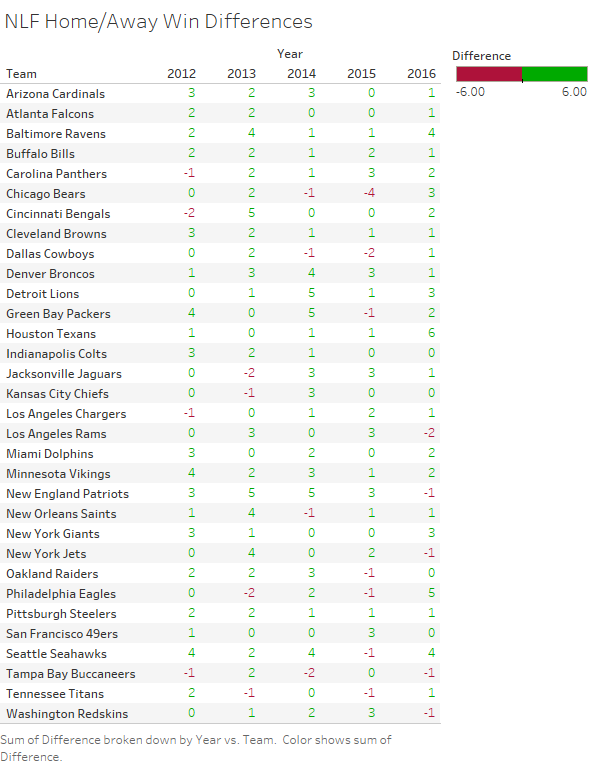 NLF Home/Away Win Differences
Year
Team 2012 2013 2014 2015 2016
Arizona Cardinals 3 2 3 0 1
Atlanta Falcons 2 2 0 0 1
Baltimore Ravens 2 4 1 1 4
Buffalo Bills 2 2 1 2 1
Carolina Panthers -1 2 1 3 2
Chicago Bears 0 2 -1 -4 3
Cincinnati Bengals -2 5 0 0 2
Cleveland Browns 3 2 1 1 1
Dallas Cowboys 0 2 -1 -2 1
Denver Broncos 1 3 4 3 1
Detroit Lions 0 1 5 1 3
Green Bay Packers 4 0 5 -1 2
Houston Texans 1 0 1 1 6
Indianapolis Colts 3 2 1 0 0
Jacksonville Jaguars 0 -2 3 3 1
Kansas City Chiefs 0 -1 3 0 0
Los Angeles Chargers -1 0 1 2 1
Los Angeles Rams 0 3 0 3 -2
Miami Dolphins 3 0 2 0 2
Minnesota Vikings 4 2 3 1 2
New England Patriots 3 5 5 3 -1
New Orleans Saints 1 4 -1 1 1
New York Giants 3 1 0 0 3
New York Jets 0 4 0 2 -1
Oakland Raiders 2 2 3 -1 0
Philadelphia Eagles 0 -2 2 -1 5
Pittsburgh Steelers 2 2 1 1 1
San Francisco 49ers 1 0 0 3 0
Seattle Seahawks 4 2 4 -1 4
Tampa Bay Buccaneers -1 2 -2 0 -1
Tennessee Titans 2 -1 0 -1 1
Washington Redskins 0 1 2 3 -1
Sum of Difference broken down by Year vs. Team. Color shows sum of
Difference.
Difference
-6.00 6.00